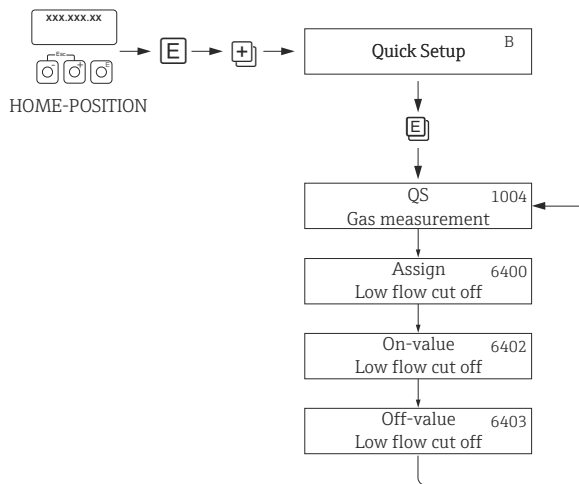 xxx.xxx.xx
Esc
- + E
HOME-POSITION
E
+
Quick Setup
B
E
QS
1004
Gas measurement
Assign
6400
Low flow cut off
On-value
6402
Low flow cut off
Off-value
6403
Low flow cut off